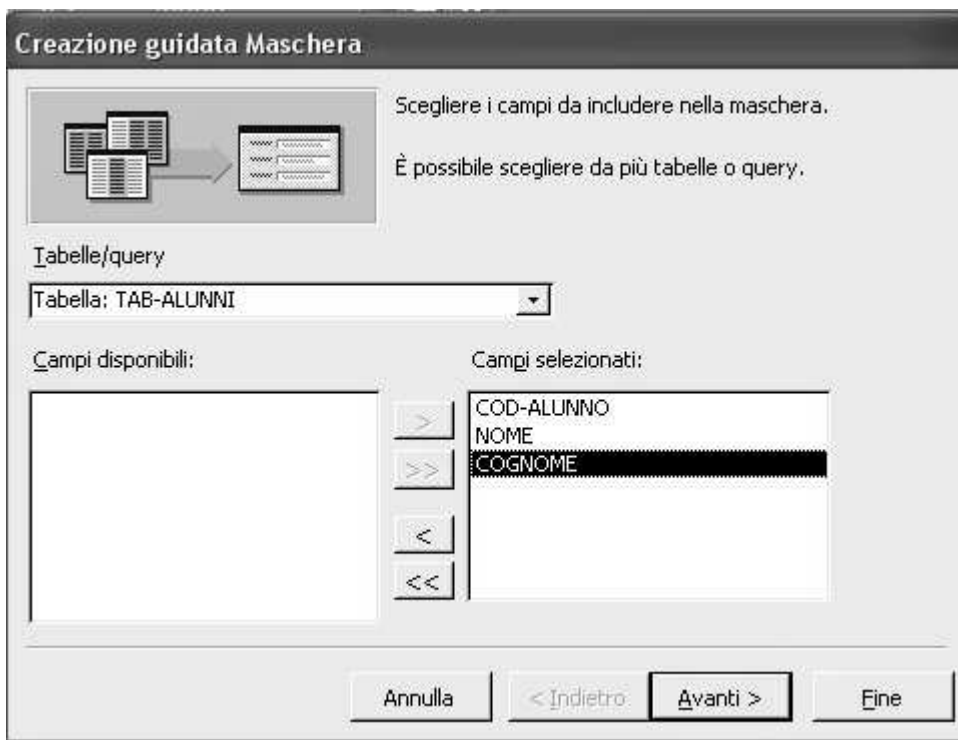 Creazione guidata Maschera
Scegliere i campi da includere nella maschera.
È possibile scegliere da più tabelle o query.
Tabelle/query
Tabella: TAB-ALUNNI
Campi disponibili:
Campi selezionati:
COD-ALUNNO
NOME
COGNOME
>
>>
<
<<
Annulla
< Indietro
Avanti >
Fine